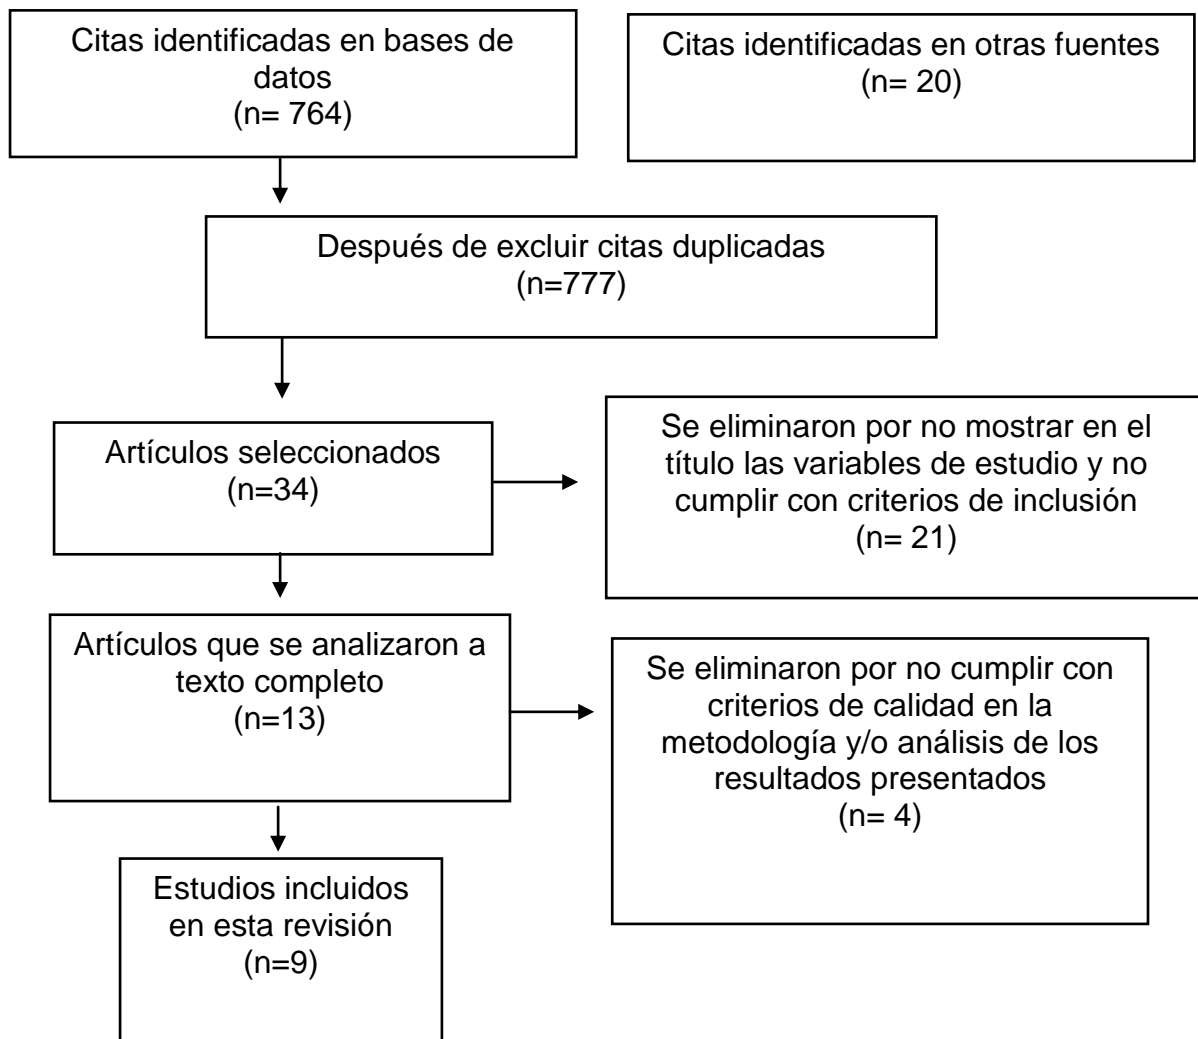 Citas identificadas en bases de
datos
(n= 764)
Citas identificadas en otras fuentes
(n= 20)
Después de excluir citas duplicadas
(n=777)
Artículos seleccionados
(n=34)
Se eliminaron por no mostrar en el
título las variables de estudio y no
cumplir con criterios de inclusión
(n= 21)
Artículos que se analizaron a
texto completo
(n=13)
Se eliminaron por no cumplir con
criterios de calidad en la
metodología y/o análisis de los
resultados presentados
(n= 4)
Estudios incluidos
en esta revisión
(n=9)